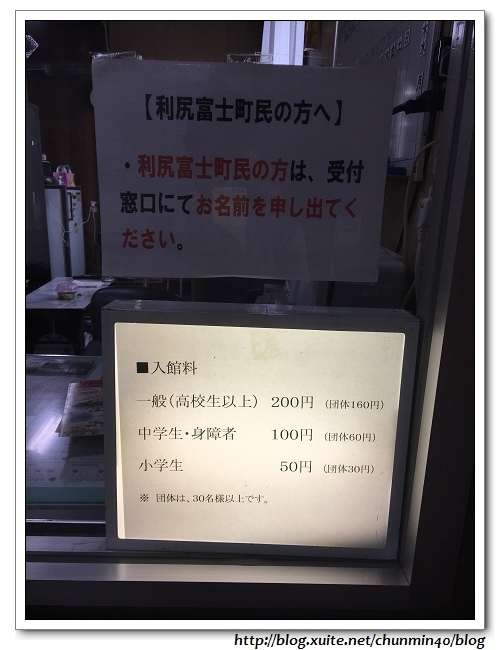 【利尻富士町民の方へ】
・利尻富士町民の方は、受付
窓口にてお名前を申し出てく
ださい。
■入館料
一般(高校生以上) 200円 (団体160円)
中学生・身障者 100円 (団体60円)
小学生 50円 (団体30円)
※ 団体は、30名様以上です。
http://blog.xuite.net/chunmin40/blog